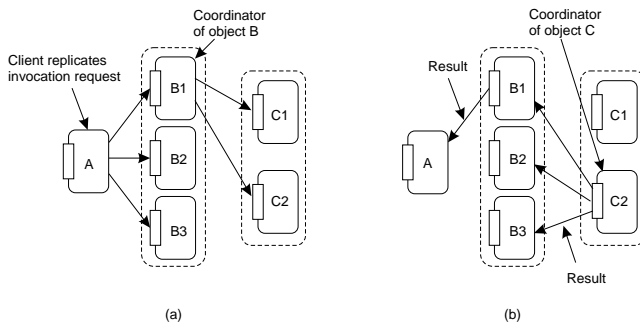 Coordinator
of object B
Client replicates
invocation request
A
B1
B2
B3
C1
C2
(a)
Coordinator
of object C
Result
A
B1
B2
B3
C1
C2
Result
(b)